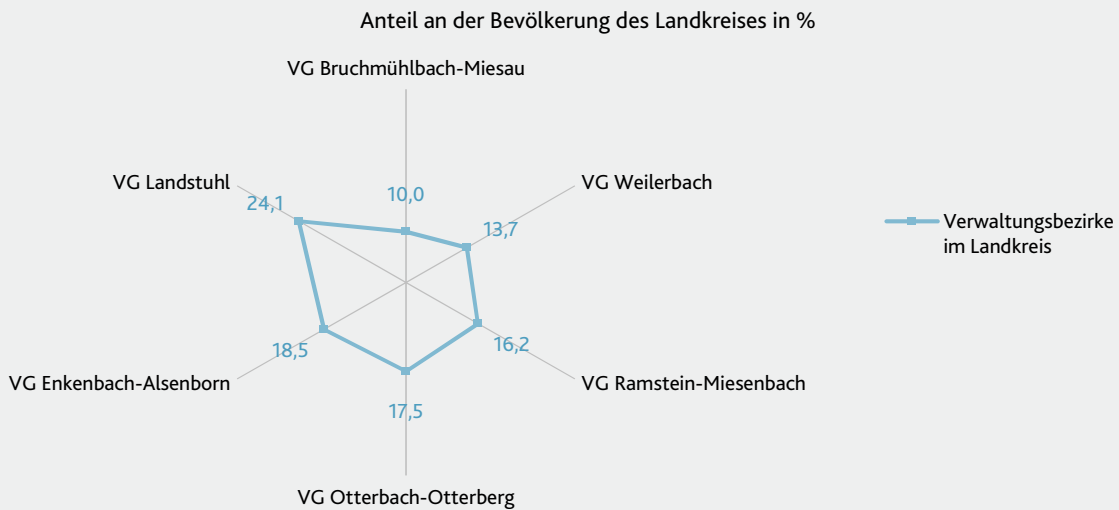 Anteil an der Bevölkerung des Landkreises in %
VG Bruchmühlbach-Miesau
VG Landstuhl
VG Weilerbach
10,0
24,1
13,7
Verwaltungsbezirke
im Landkreis
18,5
16,2
VG Enkenbach-Alsenborn
VG Ramstein-Miesenbach
17,5
VG Otterbach-Otterberg